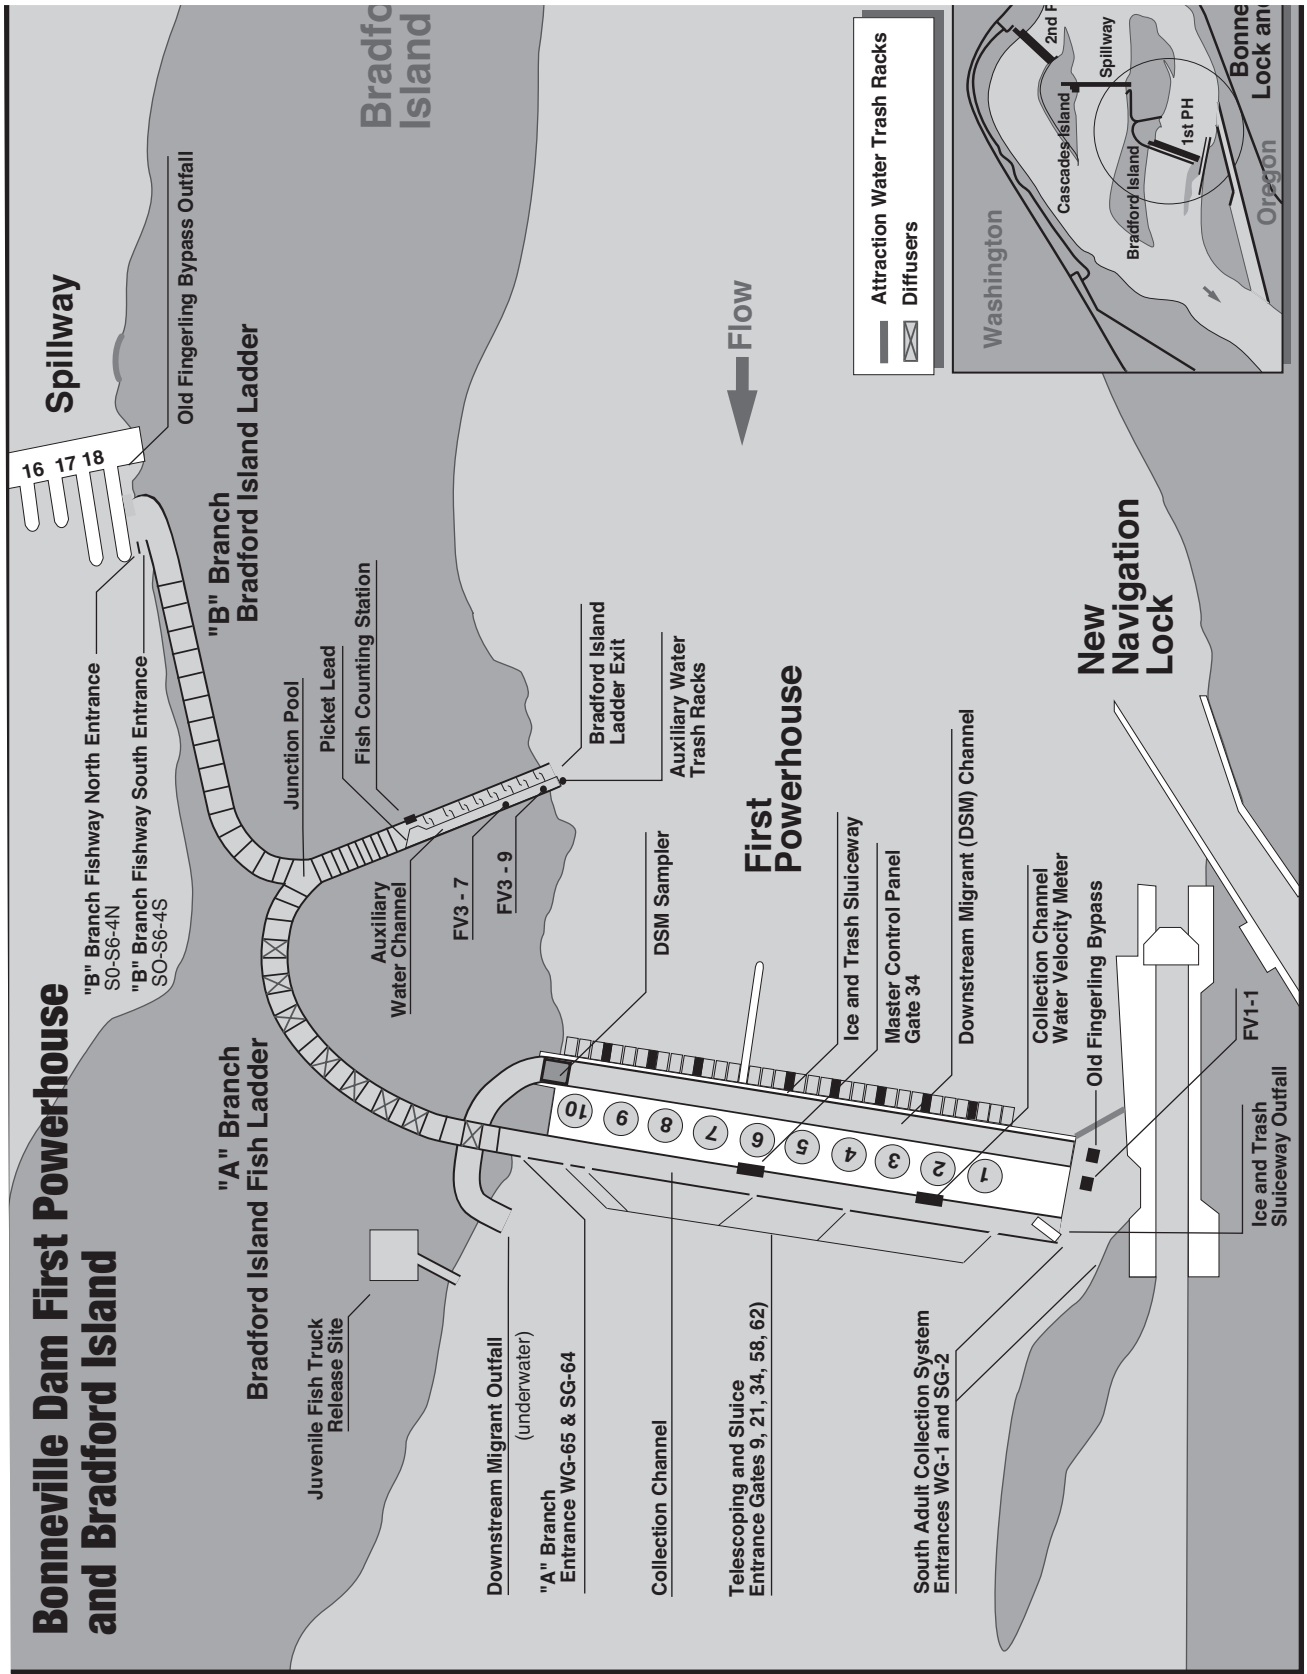 Bonneville Dam First Powerhouse
and Bradford Island
Spillway
16
17
18
Old Fingerling Bypass Outfall
"B" Branch
Bradford Island Ladder
"B" Branch Fishway North Entrance
S0-S6-4N
"B" Branch Fishway South Entrance
SO-S6-4S
"A" Branch
Bradford Island Fish Ladder
Junction Pool
Picket Lead
Fish Counting Station
Auxiliary
Water Channel
FV3 - 7
FV3 - 9
Bradford Island
Ladder Exit
Auxiliary Water
Trash Racks
Bradfo
Island
Juvenile Fish Truck
Release Site
Downstream Migrant Outfall
(underwater)
"A" Branch
Entrance WG-65 & SG-64
Collection Channel
Telescoping and Sluice
Entrance Gates 9, 21, 34, 58, 62)
South Adult Collection System
Entrances WG-1 and SG-2
DSM Sampler
First
Powerhouse
10
9
8
7
6
5
4
3
2
1
Ice and Trash Sluiceway
Master Control Panel
Gate 34
Downstream Migrant (DSM) Channel
Collection Channel
Water Velocity Meter
Old Fingerling Bypass
FV1-1
Ice and Trash
Sluiceway Outfall
New
Navigation
Lock
Flow
Attraction Water Trash Racks
Diffusers
Washington
Cascades Island
2nd
Spillway
Bradford Island
1st PH
Oregon
Bonne
Lock an